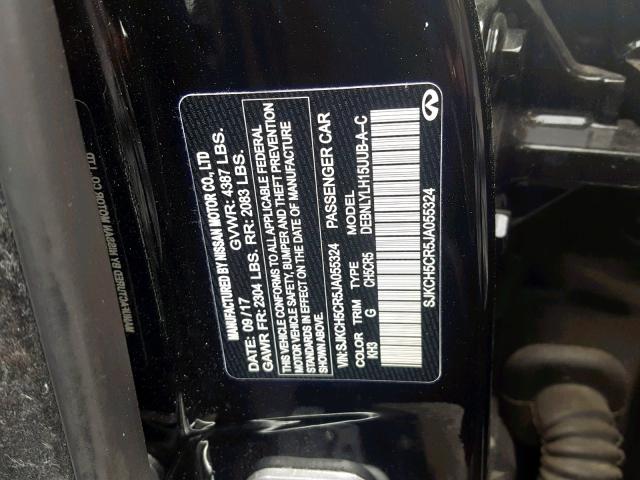 MANUFACTURED BY NISSAN MOTOR CO., LTD
DATE: 09/17 GVWR: 4387 LBS.
GAWR FR: 2304 LBS. RR: 2083 LBS.
THIS VEHICLE CONFORMS TO ALL APPLICABLE FEDERAL
MOTOR VEHICLE SAFETY, BUMPER AND THEFT PREVENTION
STANDARDS IN EFFECT ON THE DATE OF MANUFACTURE
SHOWN ABOVE.
VIN: SJKCH5CR5JA055324 PASSENGER CAR
COLOR TRIM TYPE MODEL
KH3 G CH5CR5 DEBNLYLH15UUB-A-C
SJKCH5CR5JA055324